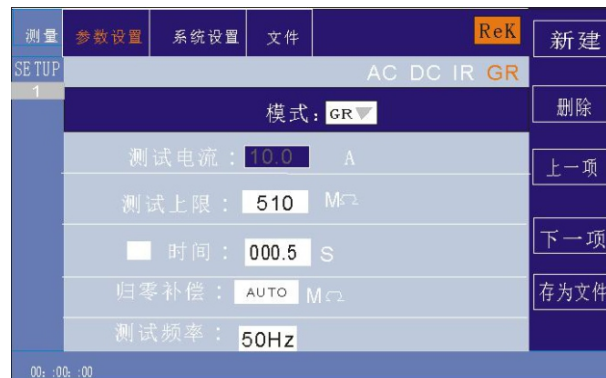 测量 参数设置 系统设置 文件 ReK 新建
SETUP AC DC IR GR
1
模式：GR 删除
测试电流：10.0 A 上一项
测试上限：510 MΩ
时间：000.5 S 下一项
归零补偿：AUTO MΩ 存为文件
测试频率：50Hz
00：:00：:00